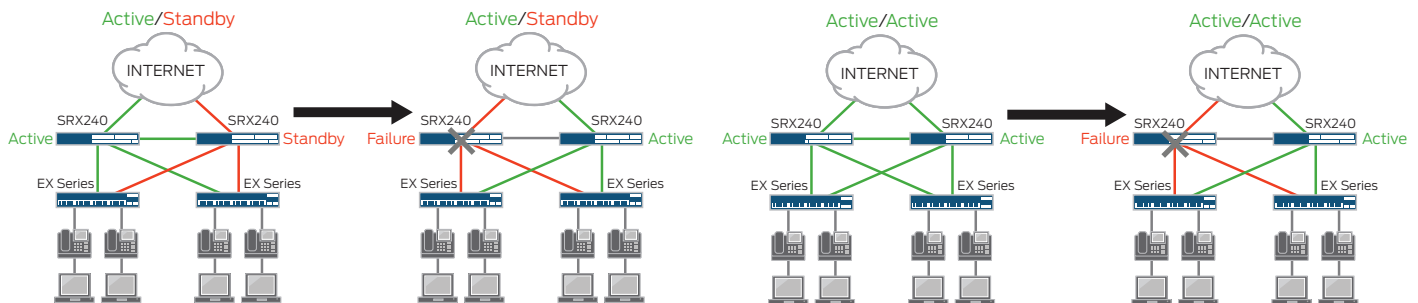 Active/Standby
INTERNET
SRX240
SRX240
Active
Standby
EX Series
EX Series
Active/Standby
INTERNET
SRX240
SRX240
Failure
Active
EX Series
EX Series
Active/Active
INTERNET
SRX240
SRX240
Active
Active
EX Series
EX Series
Active/Active
INTERNET
SRX240
SRX240
Failure
Active
EX Series
EX Series